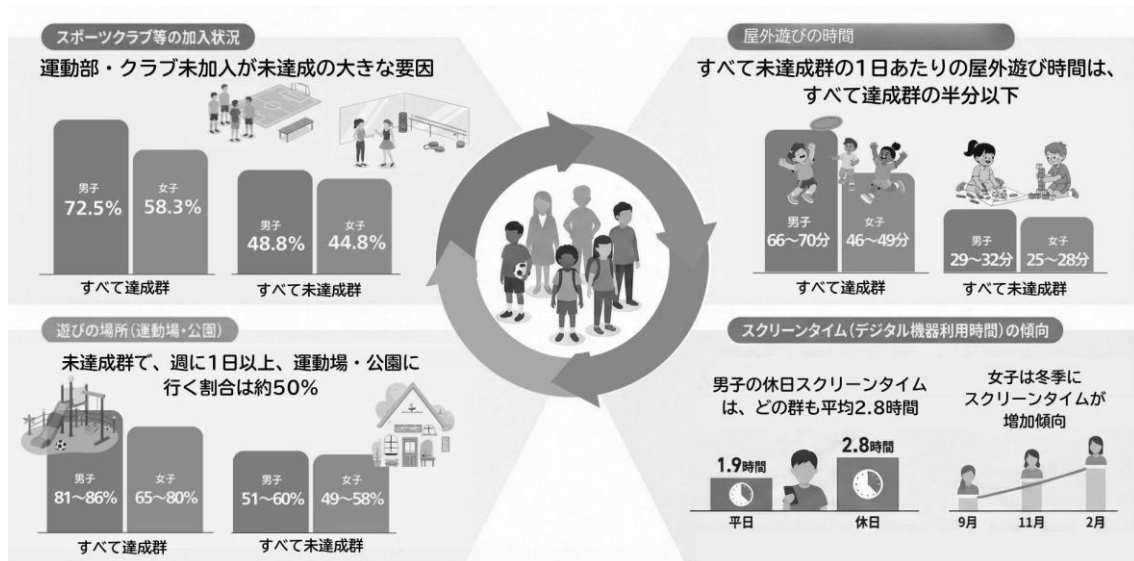 スポーツクラブ等の加入状況
運動部・クラブ未加入が未達成の大きな要因
男子
72.5%
女子
58.3%
男子
48.8%
女子
44.8%
すべて達成群
すべて未達成群
屋外遊びの時間
すべて未達成群の1日あたりの屋外遊び時間は、
すべて達成群の半分以下
男子
66〜70分
女子
46〜49分
男子
29〜32分
女子
25〜28分
すべて達成群
すべて未達成群
遊びの場所(運動場・公園)
未達成群で、週に1日以上、運動場・公園に
行く割合は約50%
男子
81〜86%
女子
65〜80%
男子
51〜60%
女子
49〜58%
すべて達成群
すべて未達成群
スクリーンタイム(デジタル機器利用時間)の傾向
男子の休日スクリーンタイム
は、どの群も平均2.8時間
1.9時間
2.8時間
平日
休日
女子は冬季に
スクリーンタイムが
増加傾向
9月
11月
2月